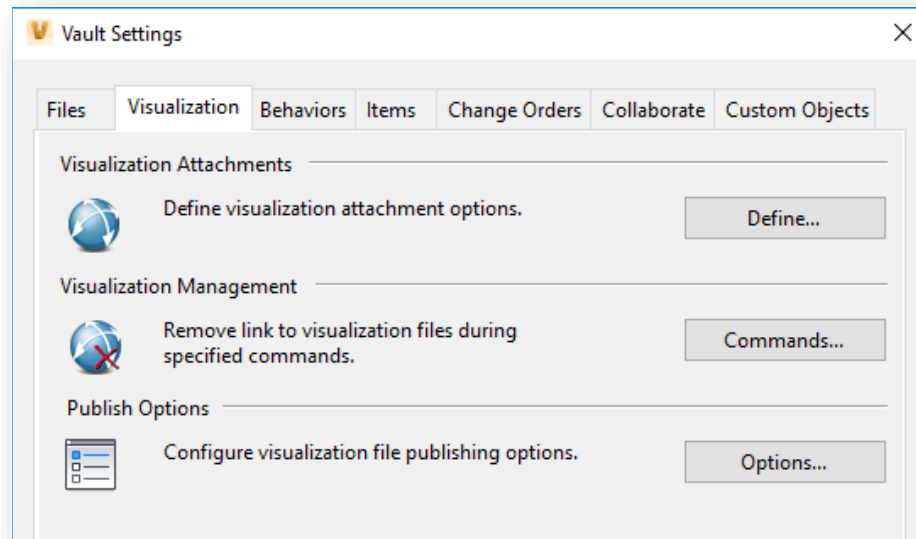 Vault Settings
Files Visualization Behaviors Items Change Orders Collaborate Custom Objects
Visualization Attachments
Define visualization attachment options.
Define...
Visualization Management
Remove link to visualization files during
specified commands.
Commands...
Publish Options
Configure visualization file publishing options.
Options...